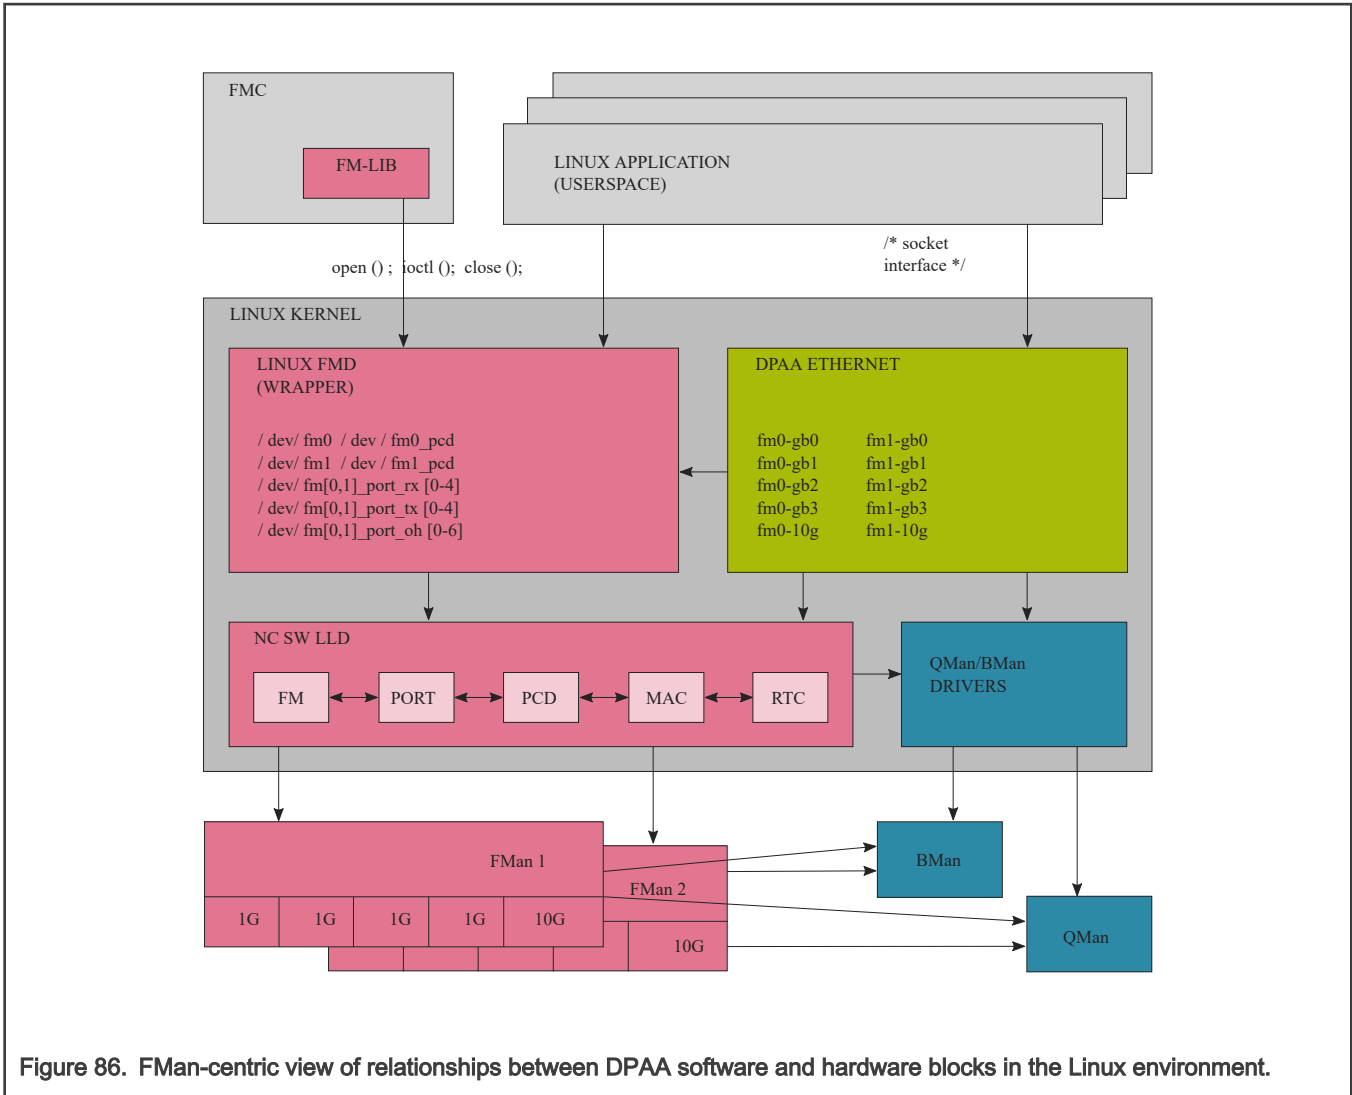 FMC
FM-LIB
LINUX APPLICATION
(USERSPACE)
open () ; ioctl (); close ();
/* socket
interface */
LINUX KERNEL
LINUX FMD
(WRAPPER)
/ dev/ fm0 / dev / fm0_pcd
/ dev/ fm1 / dev / fm1_pcd
/ dev/ fm[0,1]_port_rx [0-4]
/ dev/ fm[0,1]_port_tx [0-4]
/ dev/ fm[0,1]_port_oh [0-6]
DPAA ETHERNET
fm0-gb0 fm1-gb0
fm0-gb1 fm1-gb1
fm0-gb2 fm1-gb2
fm0-gb3 fm1-gb3
fm0-10g fm1-10g
NC SW LLD
FM PORT PCD MAC RTC
QMan/BMan
DRIVERS
FMan 1
1G 1G 1G 1G 10G
FMan 2
10G
BMan
QMan
Figure 86. FMan-centric view of relationships between DPAA software and hardware blocks in the Linux environment.